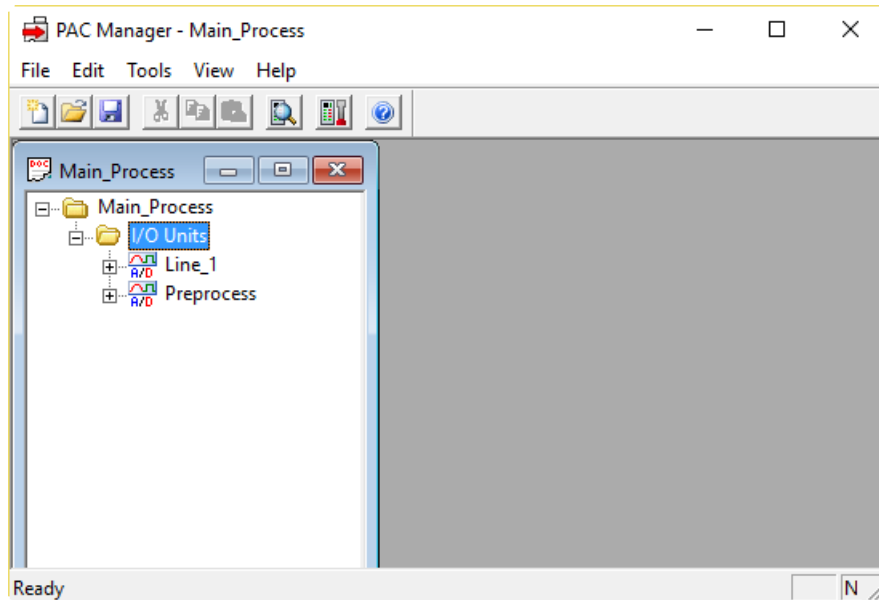 PAC Manager - Main_Process
File Edit Tools View Help
Main_Process
Main_Process
I/O Units
A/D Line_1
A/D Preprocess
Ready N